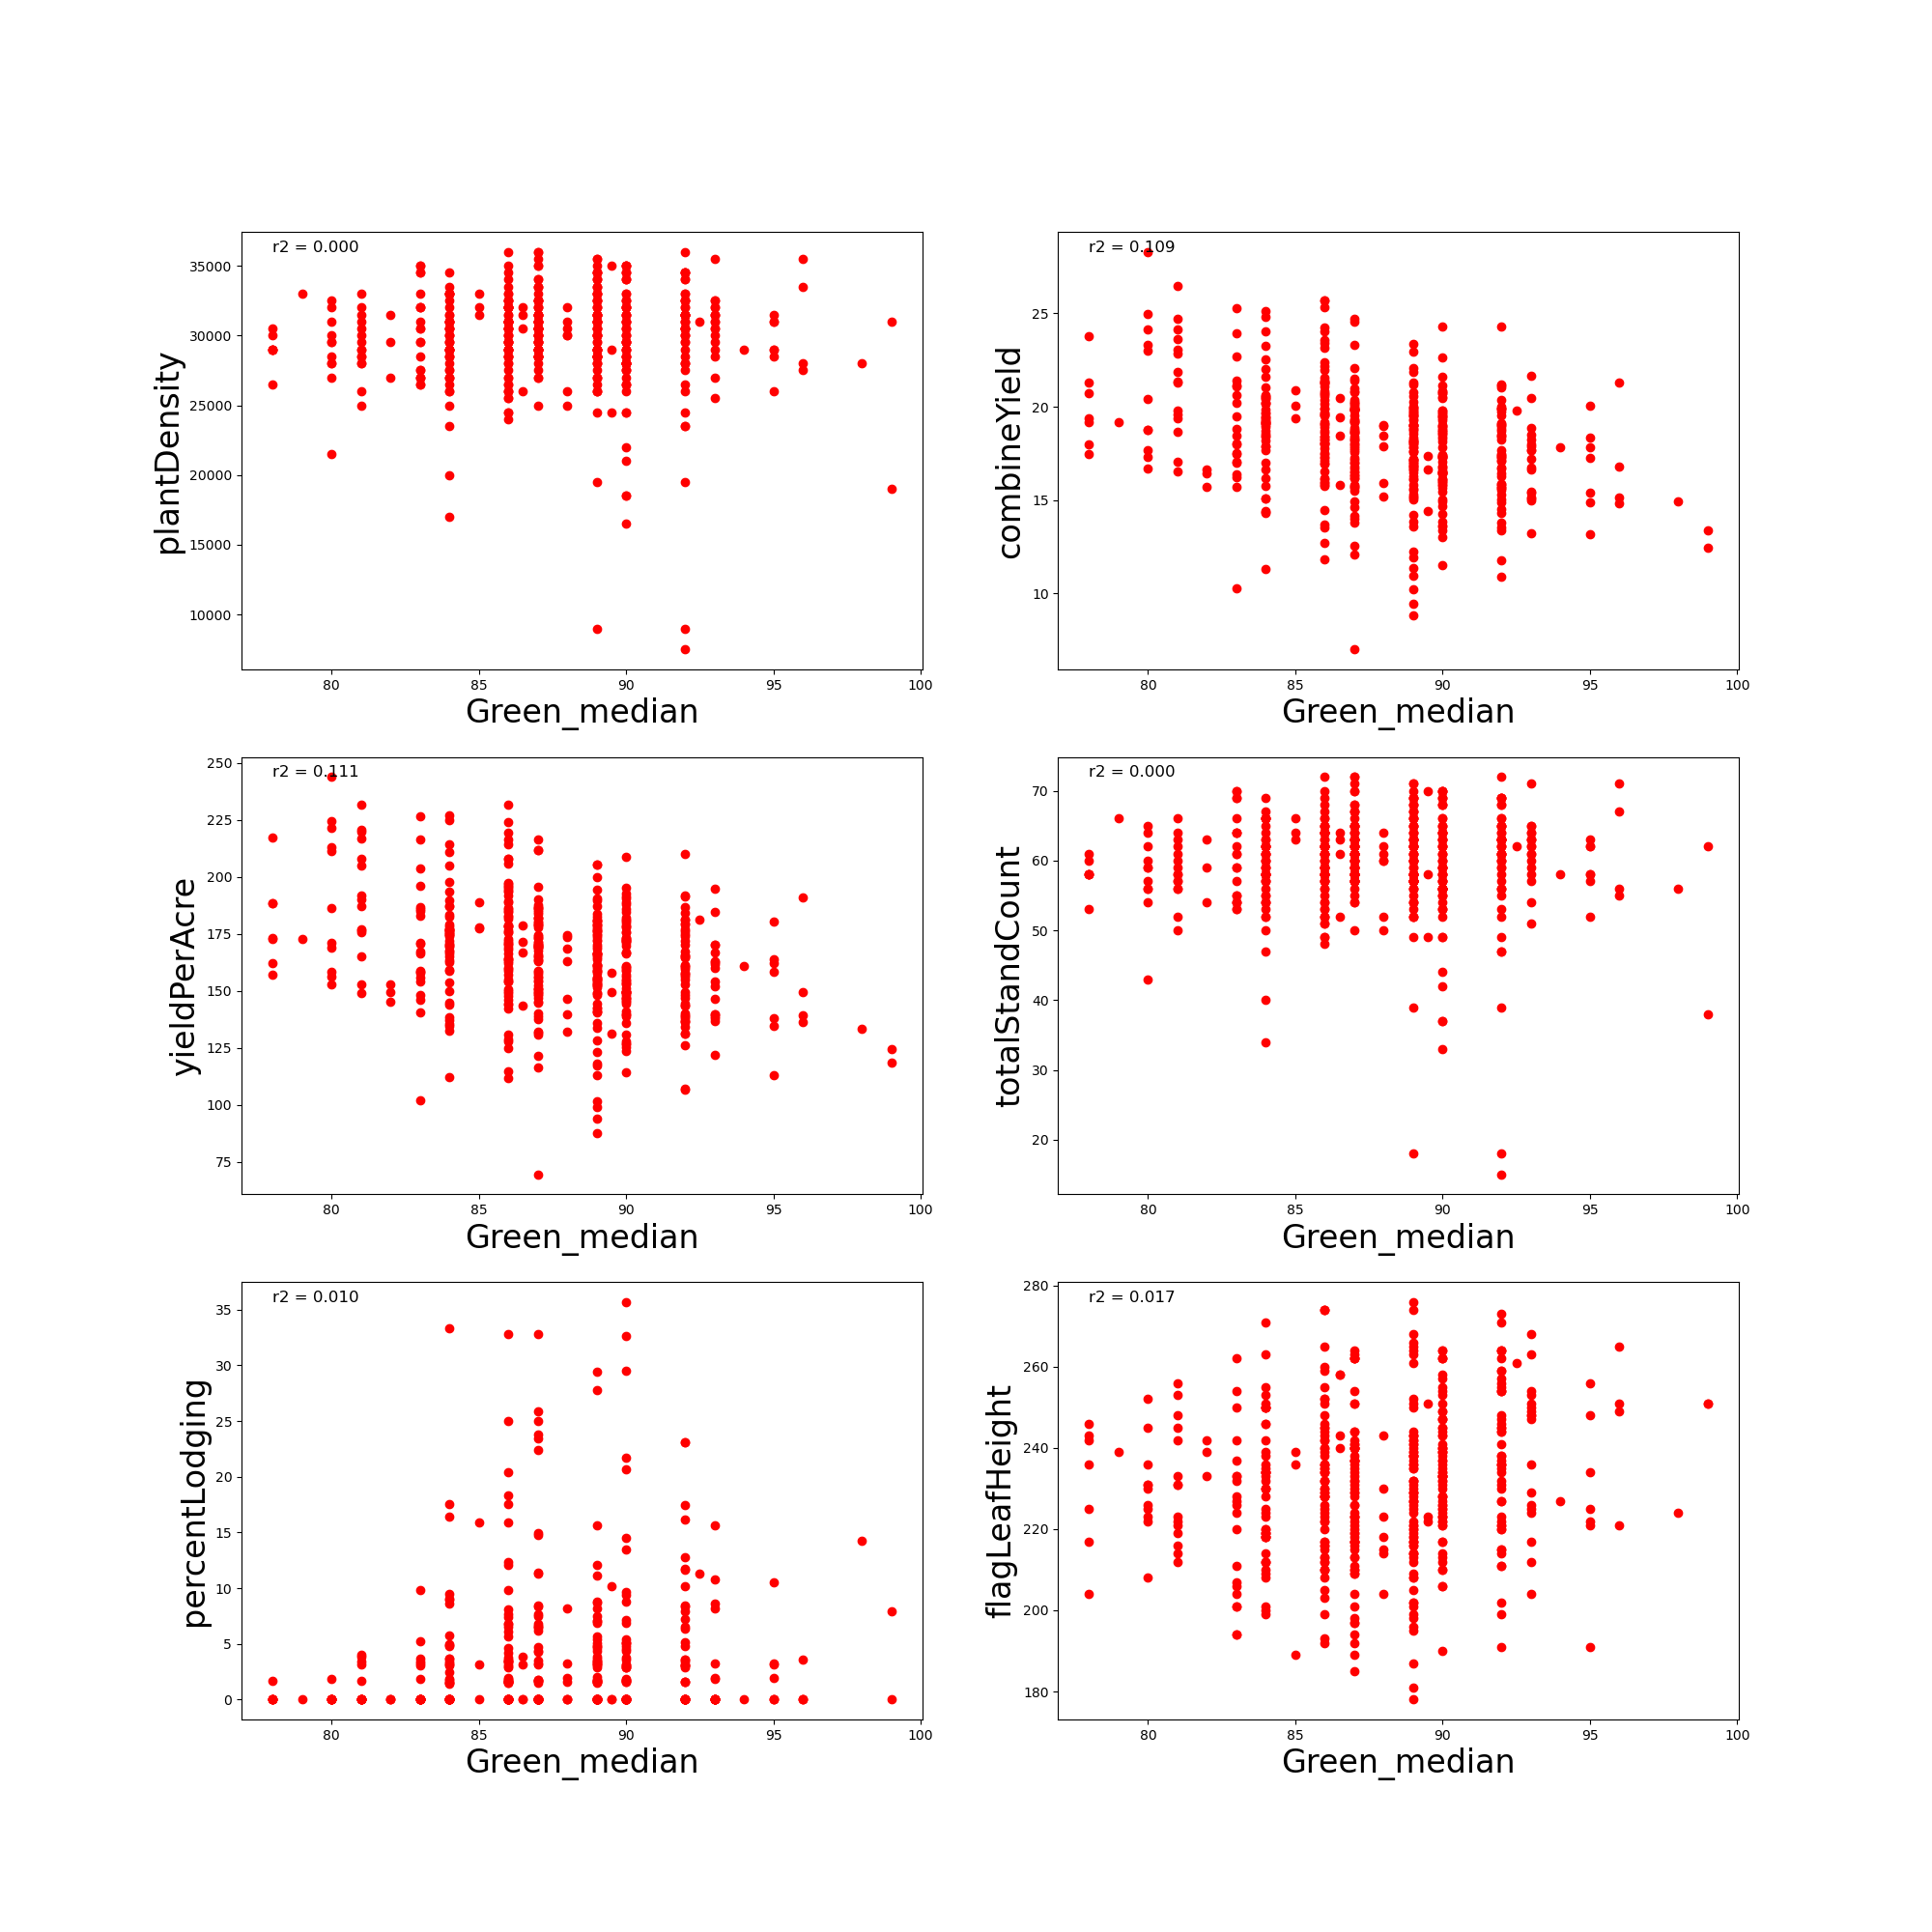 r2 = 0.000
35000
30000
25000
20000
15000
10000
plantDensity
80 85 90 95 100
Green_median
r2 = 0.109
25
20
15
10
combineYield
80 85 90 95 100
Green_median
r2 = 0.111
250
225
200
175
150
125
100
75
yieldPerAcre
80 85 90 95 100
Green_median
r2 = 0.000
70
60
50
40
30
20
totalStandCount
80 85 90 95 100
Green_median
r2 = 0.010
35
30
25
20
15
10
5
0
percentLodging
80 85 90 95 100
Green_median
r2 = 0.017
280
260
240
220
200
180
flagLeafHeight
80 85 90 95 100
Green_median